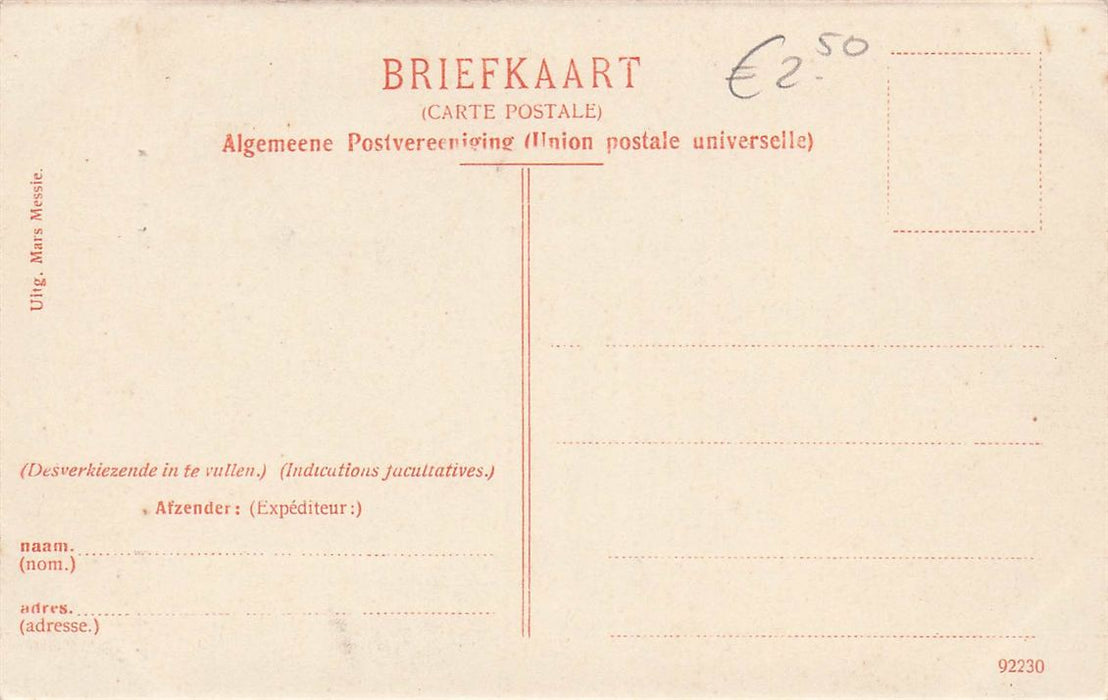 BRIEFKAART
€2.50
(CARTE POSTALE)
Algemeene Postvereeniging (Union postale universelle)
Uitg. Mars Messie.
(Desverkiezende in te vullen.) (Indications facultatives.)
Afzender: (Expéditeur:)
naam.
(nom.)
adres.
(adresse.)
92230